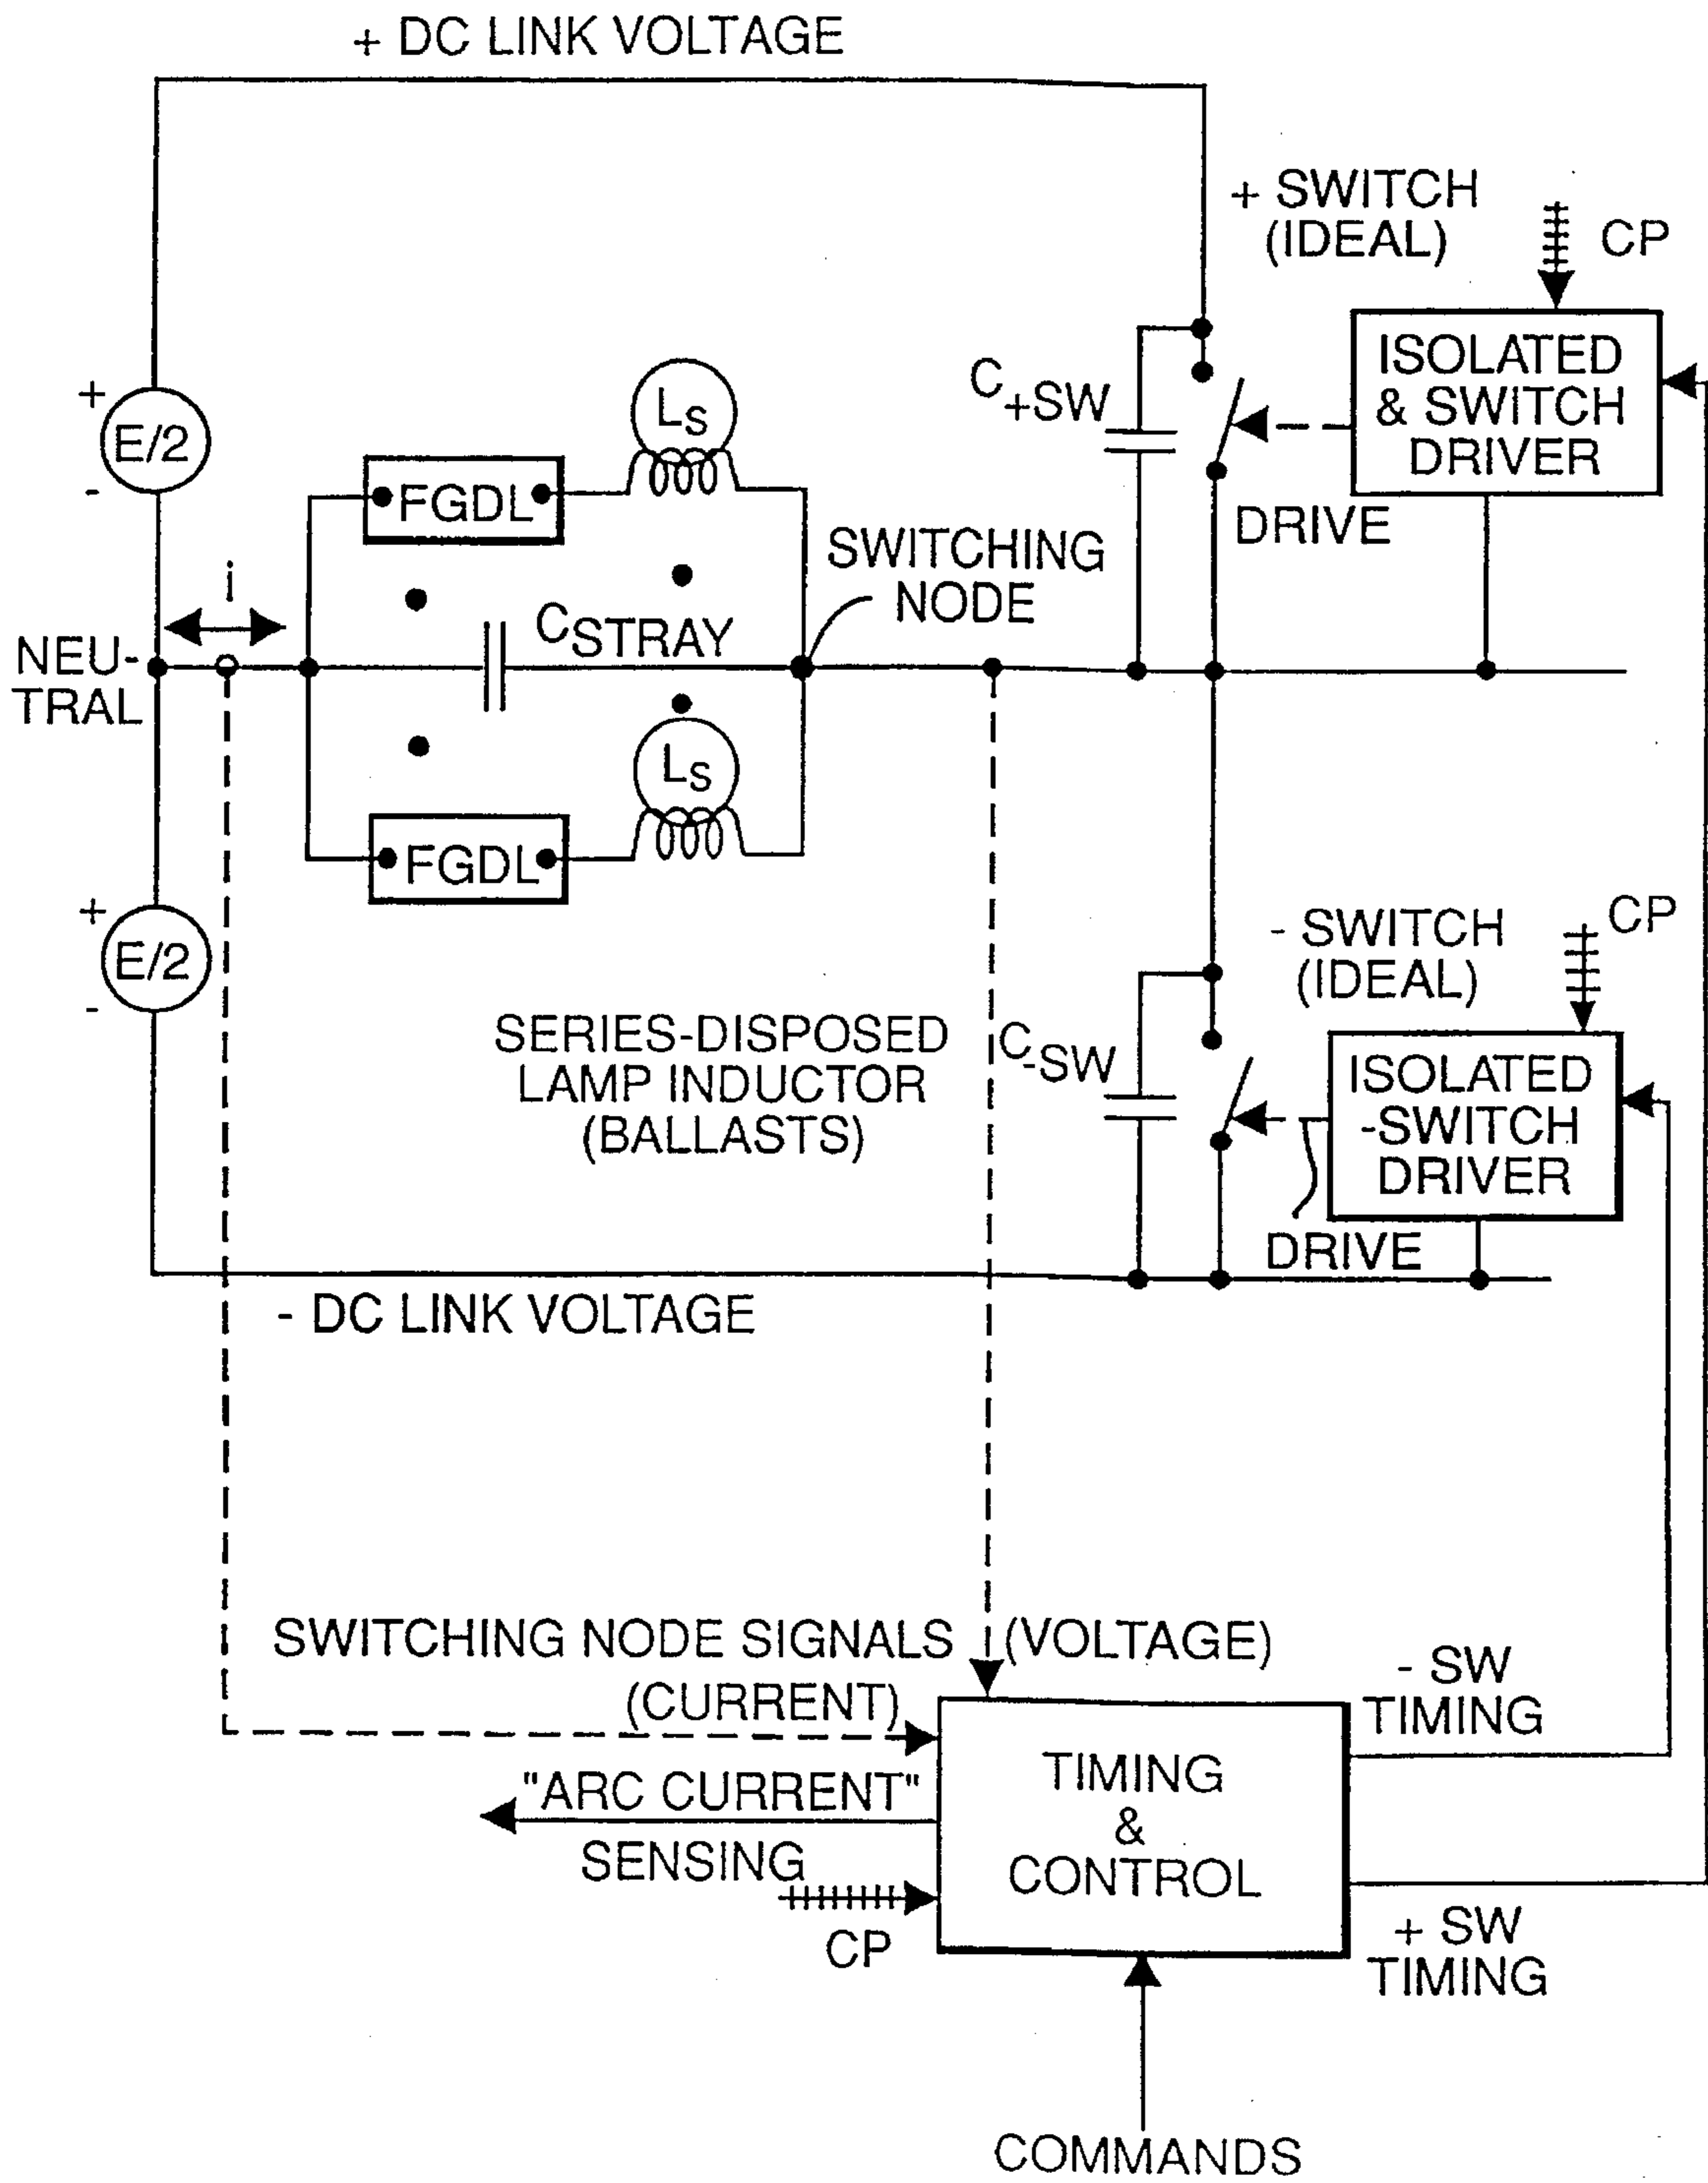 + DC LINK VOLTAGE
+ SWITCH
(IDEAL)
CP
ISOLATED
& SWITCH
DRIVER
C+SW
DRIVE
+
E/2
-
LS
FGDL
SWITCHING
NODE
i
CSTRAY
NEU-
TRAL
LS
FGDL
+
E/2
-
- SWITCH
(IDEAL)
CP
SERIES-DISPOSED
LAMP INDUCTOR
(BALLASTS)
C-SW
ISOLATED
-SWITCH
DRIVER
DRIVE
- DC LINK VOLTAGE
SWITCHING NODE SIGNALS (VOLTAGE)
(CURRENT)
- SW
TIMING
"ARC CURRENT"
SENSING
CP
TIMING
&
CONTROL
+ SW
TIMING
COMMANDS